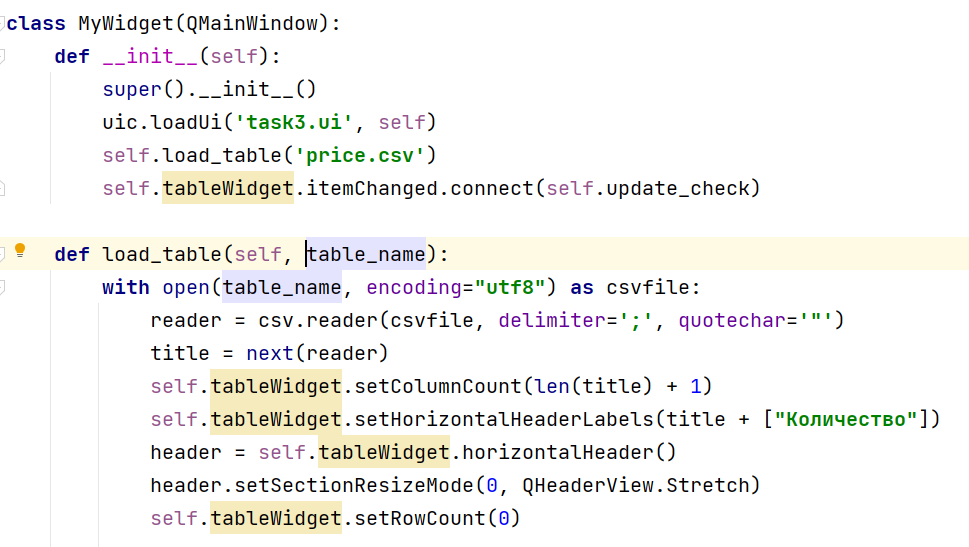 class MyWidget(QMainWindow):
    def __init__(self):
        super().__init__()
        uic.loadUi('task3.ui', self)
        self.load_table('price.csv')
        self.tableWidget.itemChanged.connect(self.update_check)

    def load_table(self, table_name):
        with open(table_name, encoding="utf8") as csvfile:
            reader = csv.reader(csvfile, delimiter=';', quotechar='"')
            title = next(reader)
            self.tableWidget.setColumnCount(len(title) + 1)
            self.tableWidget.setHorizontalHeaderLabels(title + ["Количество"])
            header = self.tableWidget.horizontalHeader()
            header.setSectionResizeMode(0, QHeaderView.Stretch)
            self.tableWidget.setRowCount(0)